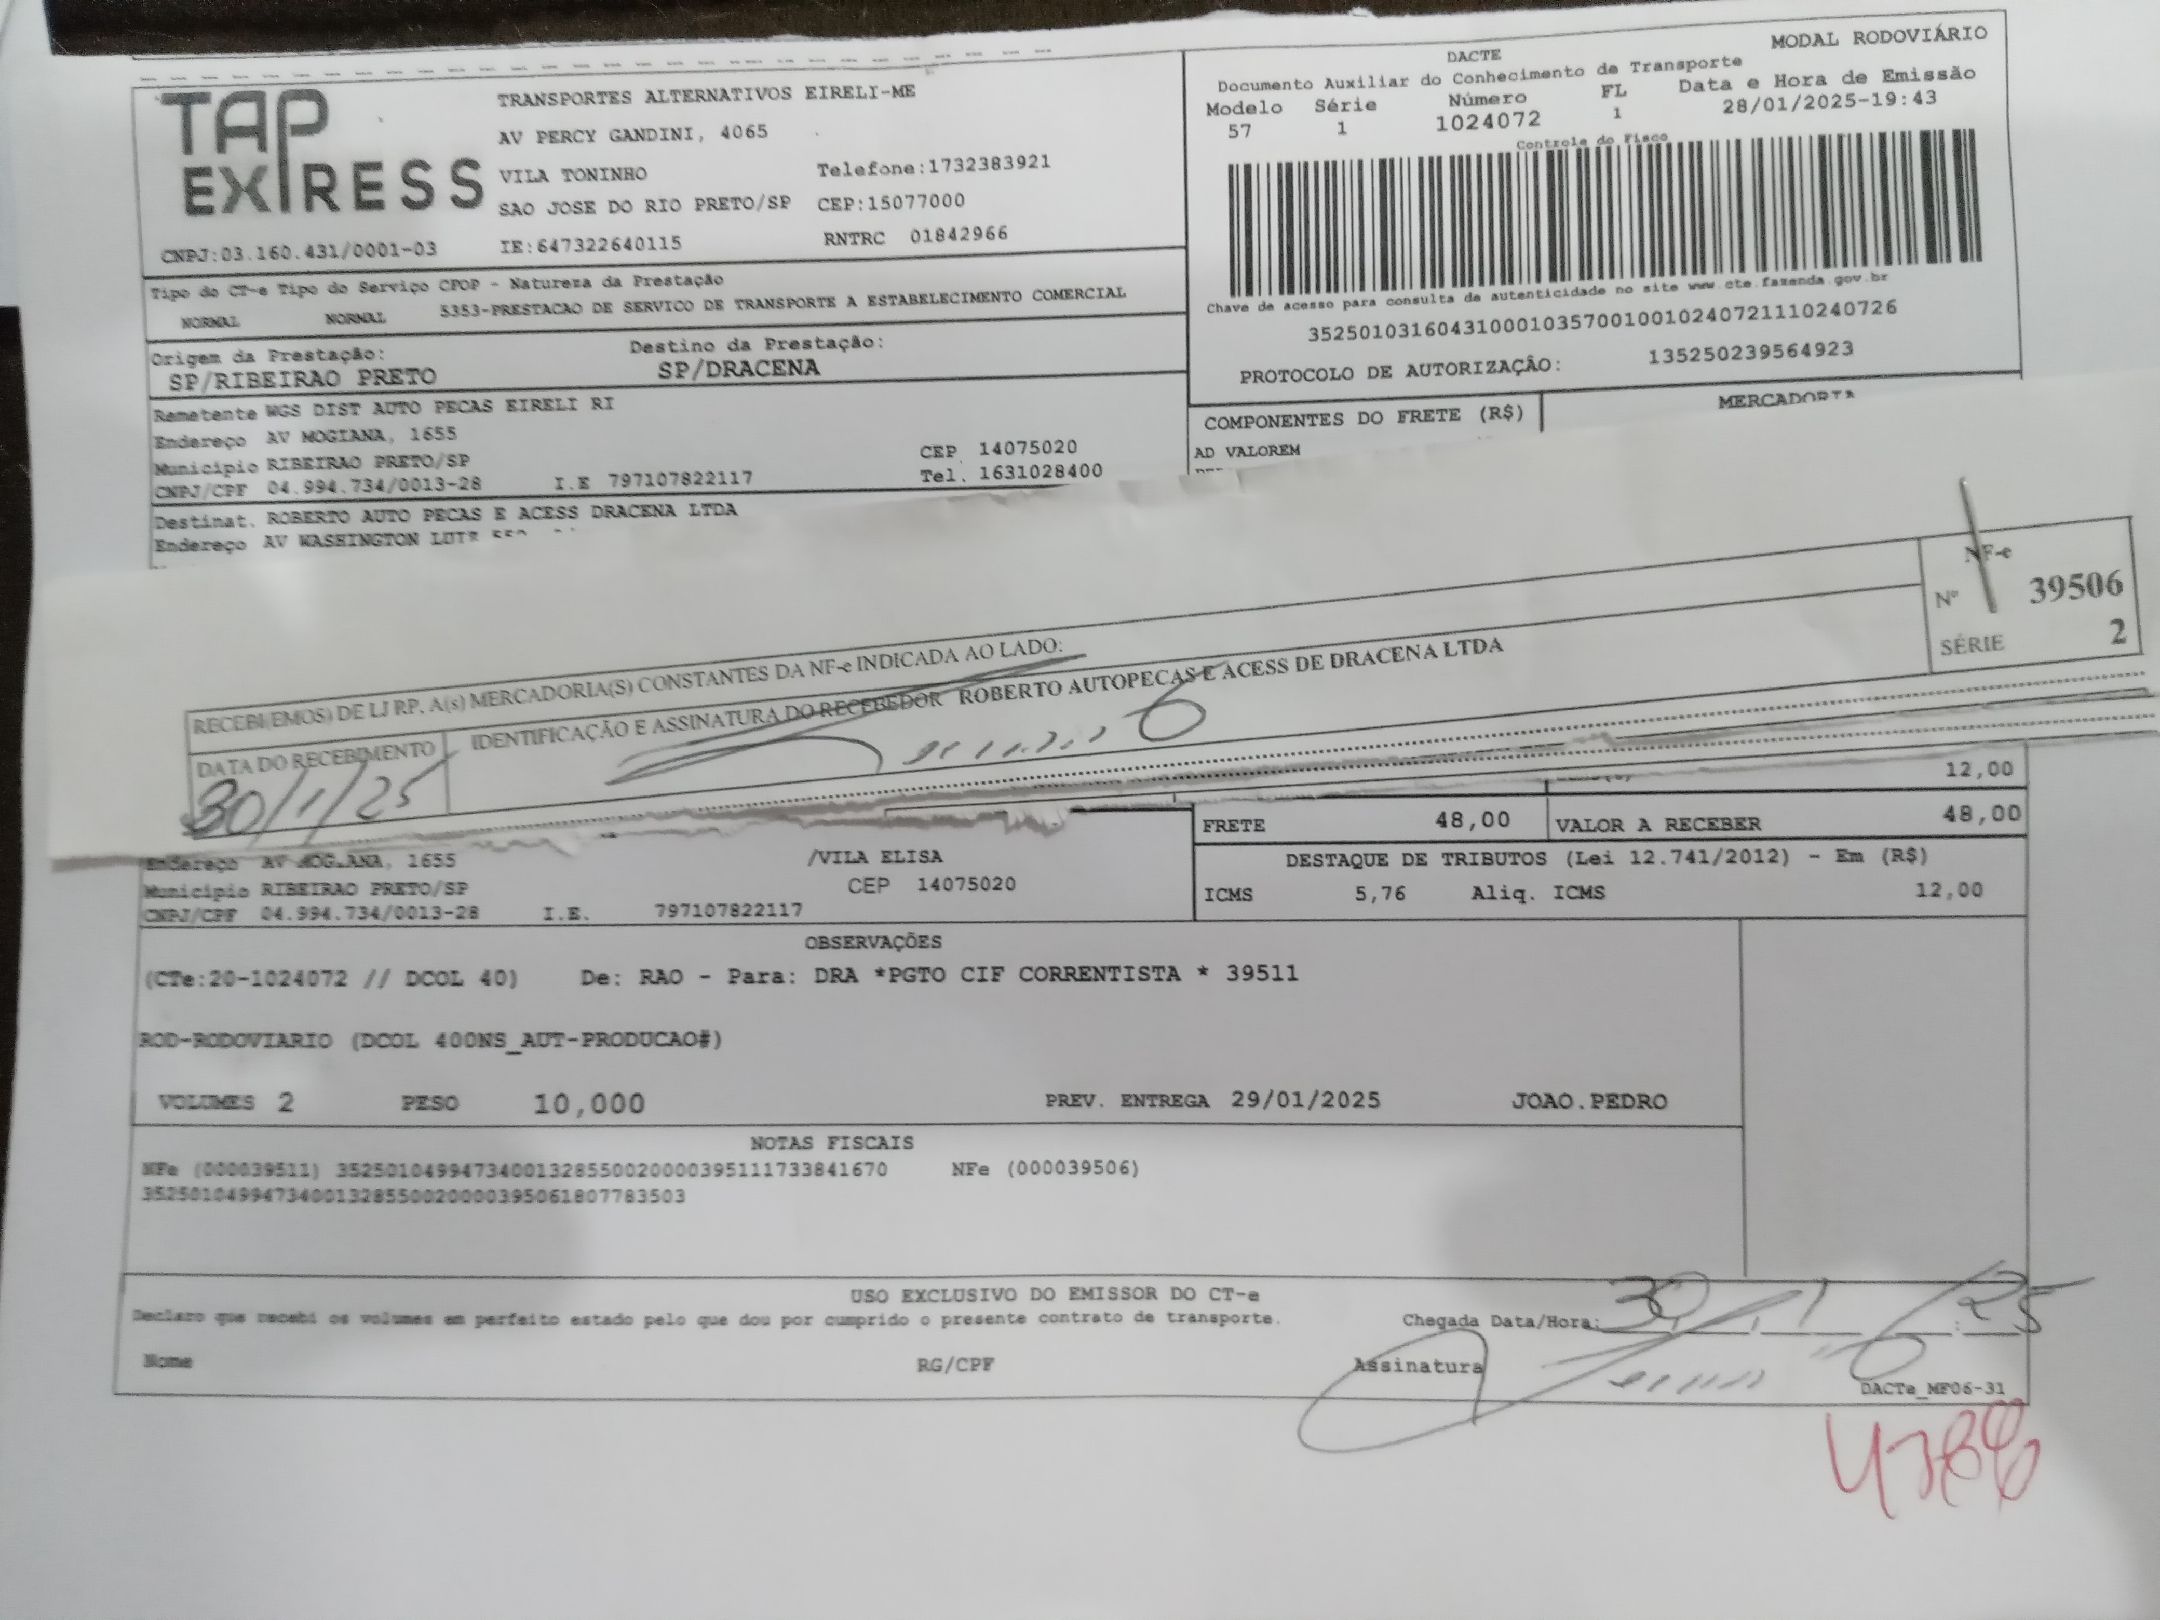 TAP EXPRESS
TRANSPORTES ALTERNATIVOS EIRELI-ME
AV PERCY GANDINI, 4065
VILA TONINHO Telefone:1732383921
SAO JOSE DO RIO PRETO/SP CEP:15077000
CNPJ:03.160.431/0001-03 IE:647322640115 RNTRC 01842966
MODAL RODOVIÁRIO
DACTE
Documento Auxiliar do Conhecimento de Transporte
Modelo Série Número FL Data e Hora de Emissão
57 1 1024072 1 28/01/2025-19:43
Controle do Fisco
Chave de acesso para consulta de autenticidade no site www.cte.fazenda.gov.br
35250103160431000103570010010240721110240726
PROTOCOLO DE AUTORIZAÇÃO: 135250239564923
Tipo do CT-e Tipo do Serviço CFOP - Natureza da Prestação
NORMAL NORMAL 5353-PRESTACAO DE SERVICO DE TRANSPORTE A ESTABELECIMENTO COMERCIAL
Origem da Prestação: Destino da Prestação:
SP/RIBEIRAO PRETO SP/DRACENA
Remetente WGS DIST AUTO PECAS EIRELI RI
Endereço AV MOGIANA, 1655
Município RIBEIRAO PRETO/SP CEP 14075020
CNPJ/CPF 04.994.734/0013-28 I.E 797107822117 Tel. 1631028400
COMPONENTES DO FRETE (R$) MERCADORIA
AD VALOREM
Destinat. ROBERTO AUTO PECAS E ACESS DRACENA LTDA
Endereço AV WASHINGTON LUIS
RECEBI(EMOS) DE LJ RP, A(s) MERCADORIA(S) CONSTANTES DA NF-e INDICADA AO LADO:
NF-e
Nº 39506
SÉRIE 2
DATA DO RECEBIMENTO IDENTIFICAÇÃO E ASSINATURA DO RECEBEDOR ROBERTO AUTOPECAS E ACESS DE DRACENA LTDA
30/1/25
12,00
FRETE 48,00 VALOR A RECEBER 48,00
Endereço AV MOGIANA, 1655 /VILA ELISA
Município RIBEIRAO PRETO/SP CEP 14075020
CNPJ/CPF 04.994.734/0013-28 I.E. 797107822117
DESTAQUE DE TRIBUTOS (Lei 12.741/2012) - Em (R$)
ICMS 5,76 Aliq. ICMS 12,00
OBSERVAÇÕES
(CTe:20-1024072 // DCOL 40) De: RAO - Para: DRA *PGTO CIF CORRENTISTA * 39511
ROD-RODOVIARIO (DCOL 400NS_AUT-PRODUCAO#)
VOLUMES 2 PESO 10,000 PREV. ENTREGA 29/01/2025 JOAO.PEDRO
NOTAS FISCAIS
NFe (000039511) 35250104994734001328550020000395111733841670 NFe (000039506)
35250104994734001328550020000395061807783503
USO EXCLUSIVO DO EMISSOR DO CT-e
Declaro que recebi os volumes em perfeito estado pelo que dou por cumprido o presente contrato de transporte. Chegada Data/Hora: 30/1/25
Nome RG/CPF Assinatura
DACTe_MF06-31